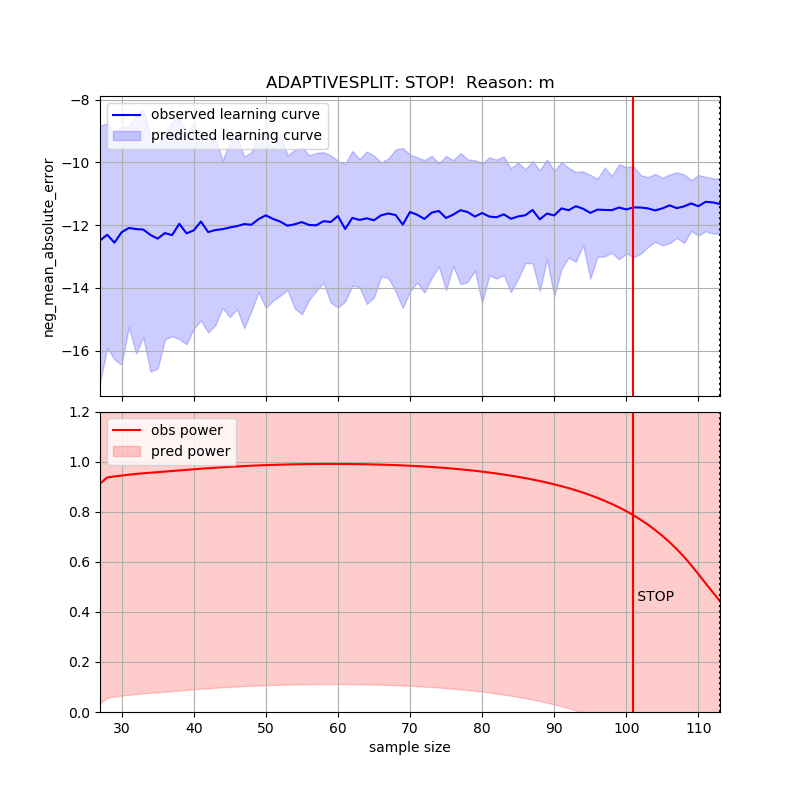 ADAPTIVESPLIT: STOP!  Reason: m
−8
−10
−12
−14
−16
neg_mean_absolute_error
observed learning curve
predicted learning curve
1.2
1.0
0.8
0.6
0.4
0.2
0.0
obs power
pred power
STOP
30 40 50 60 70 80 90 100 110
sample size